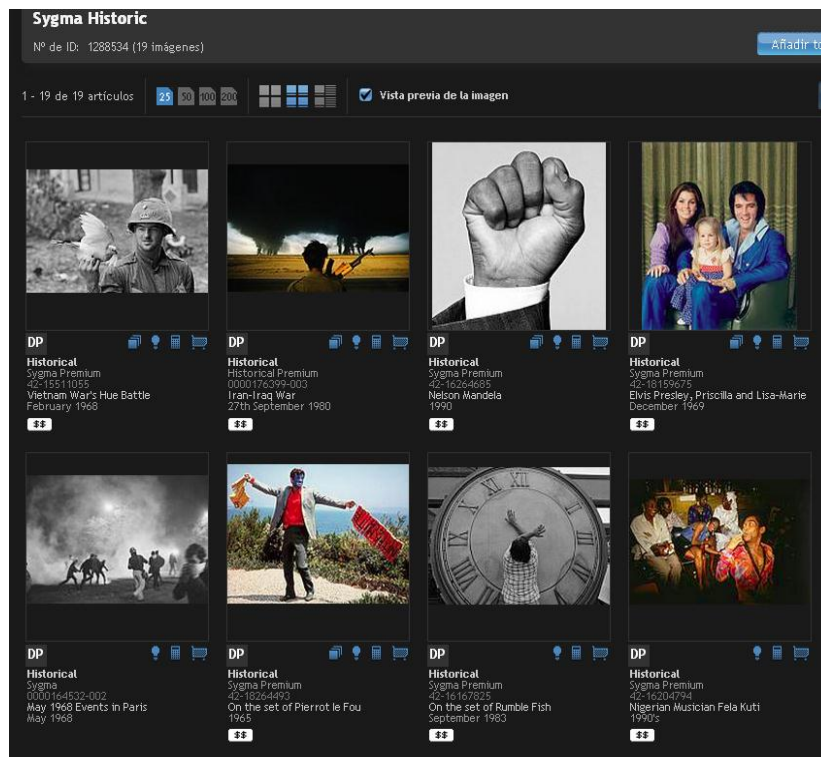 Sygma Historic
Nº de ID: 1288534 (19 imágenes)
Añadir to
1 - 19 de 19 artículos
25 50 100 200
Vista previa de la imagen
DP
Historical
Sygma Premium
42-15511055
Vietnam War's Hue Battle
February 1968
$$
DP
Historical
Historical Premium
0000176399-003
Iran-Iraq War
27th September 1980
$$
DP
Historical
Sygma Premium
42-16264685
Nelson Mandela
1990
$$
DP
Historical
Sygma Premium
42-18159675
Elvis Presley, Priscilla and Lisa-Marie
December 1969
$$
DP
Historical
Sygma
0000164532-002
May 1968 Events in Paris
May 1968
DP
Historical
Sygma Premium
42-18264493
On the set of Pierrot le Fou
1965
$$
DP
Historical
Sygma Premium
42-16167825
On the set of Rumble Fish
September 1983
$$
DP
Historical
Sygma Premium
42-16204794
Nigerian Musician Fela Kuti
1990's
$$